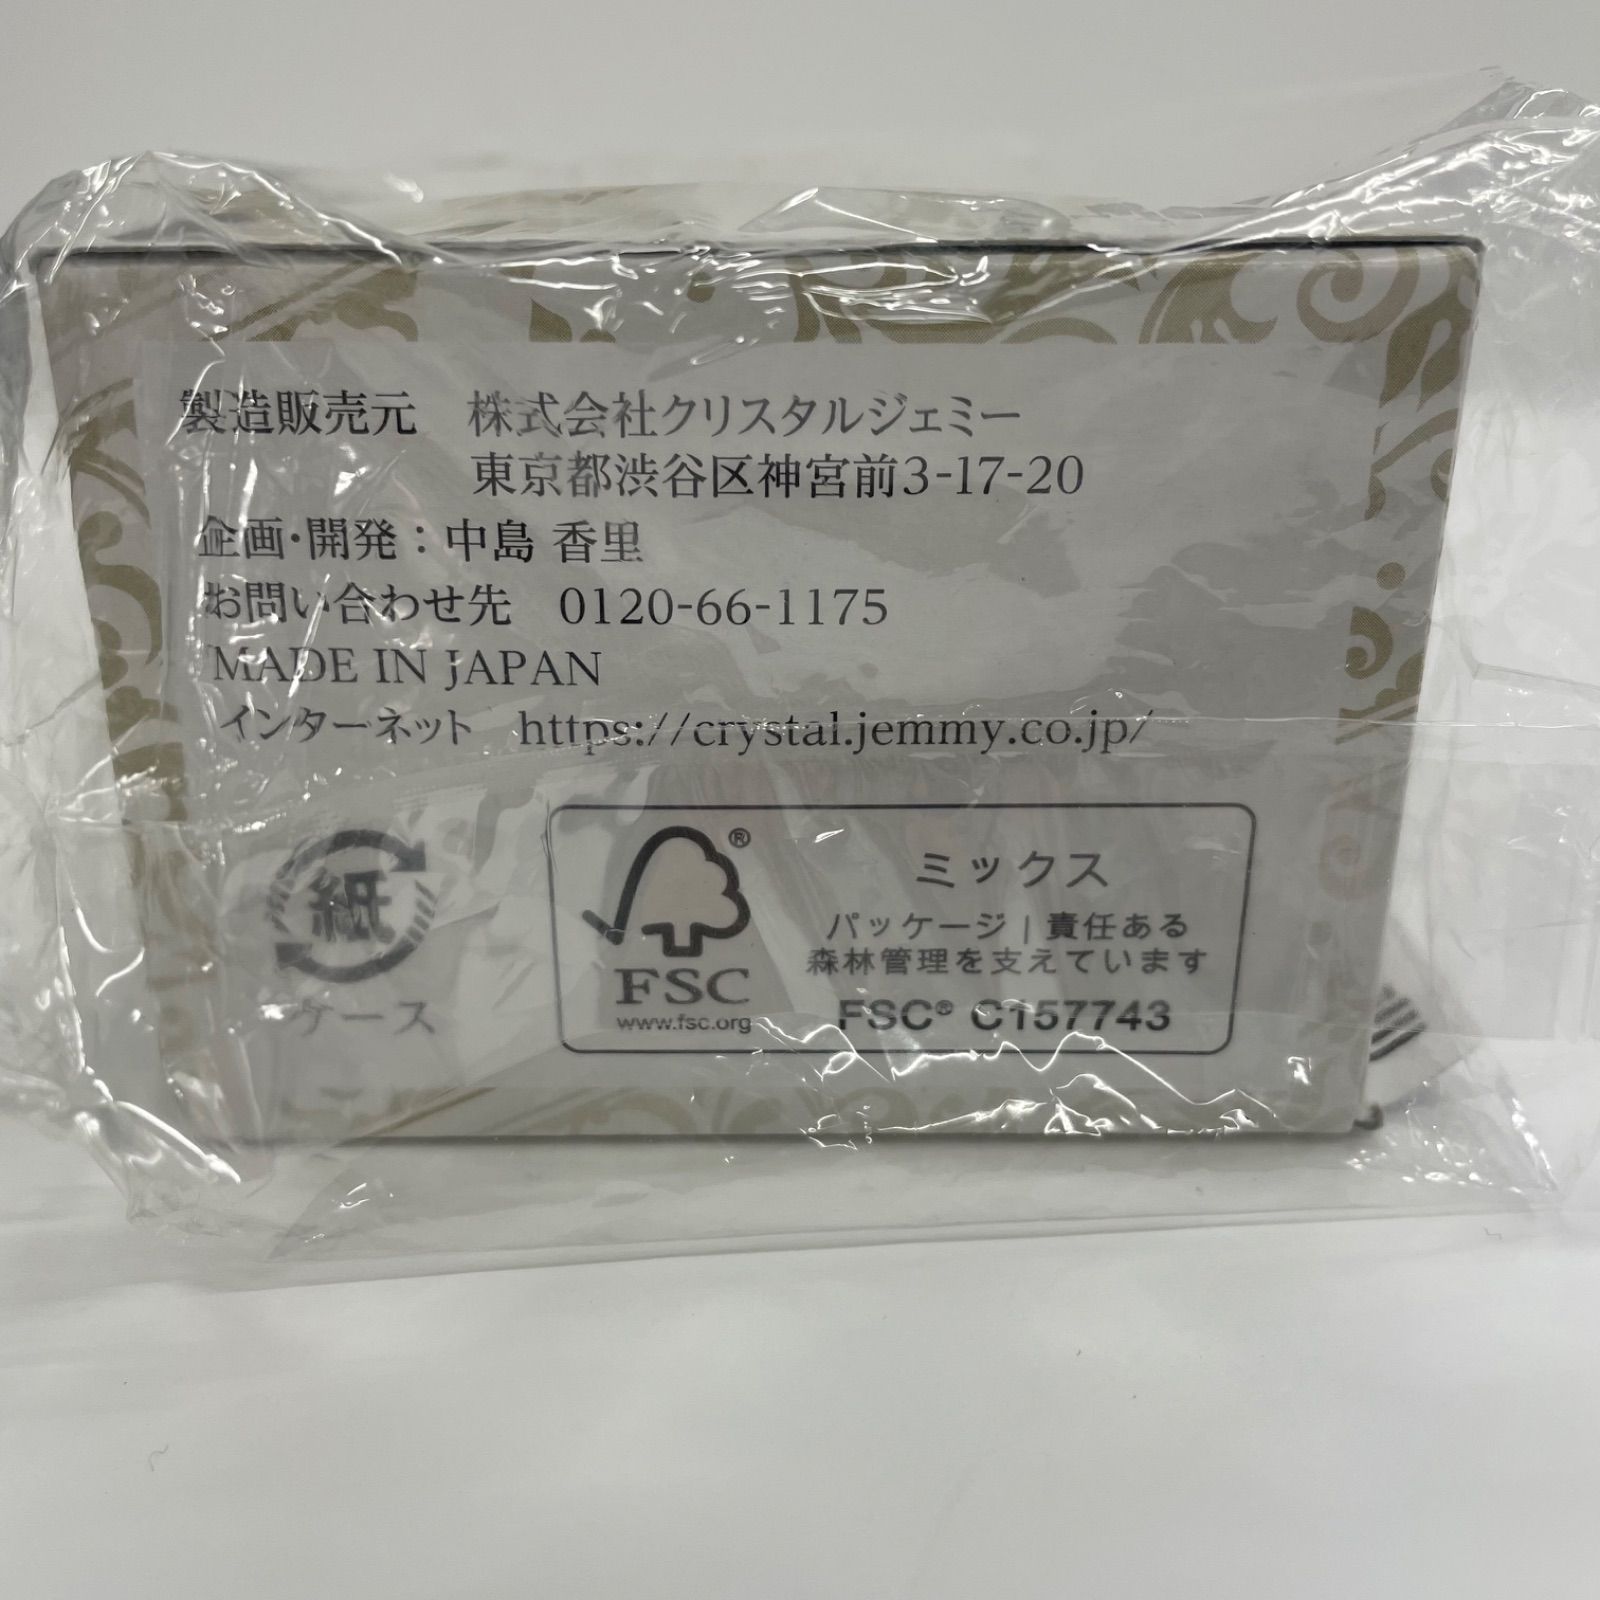 製造販売元 株式会社クリスタルジェミー
東京都渋谷区神宮前3-17-20
企画・開発：中島 香里
お問い合わせ先 0120-66-1175
MADE IN JAPAN
インターネット https://crystal.jemmy.co.jp/
紙
ケース
FSC®
www.fsc.org
ミックス
パッケージ | 責任ある
森林管理を支えています
FSC® C157743